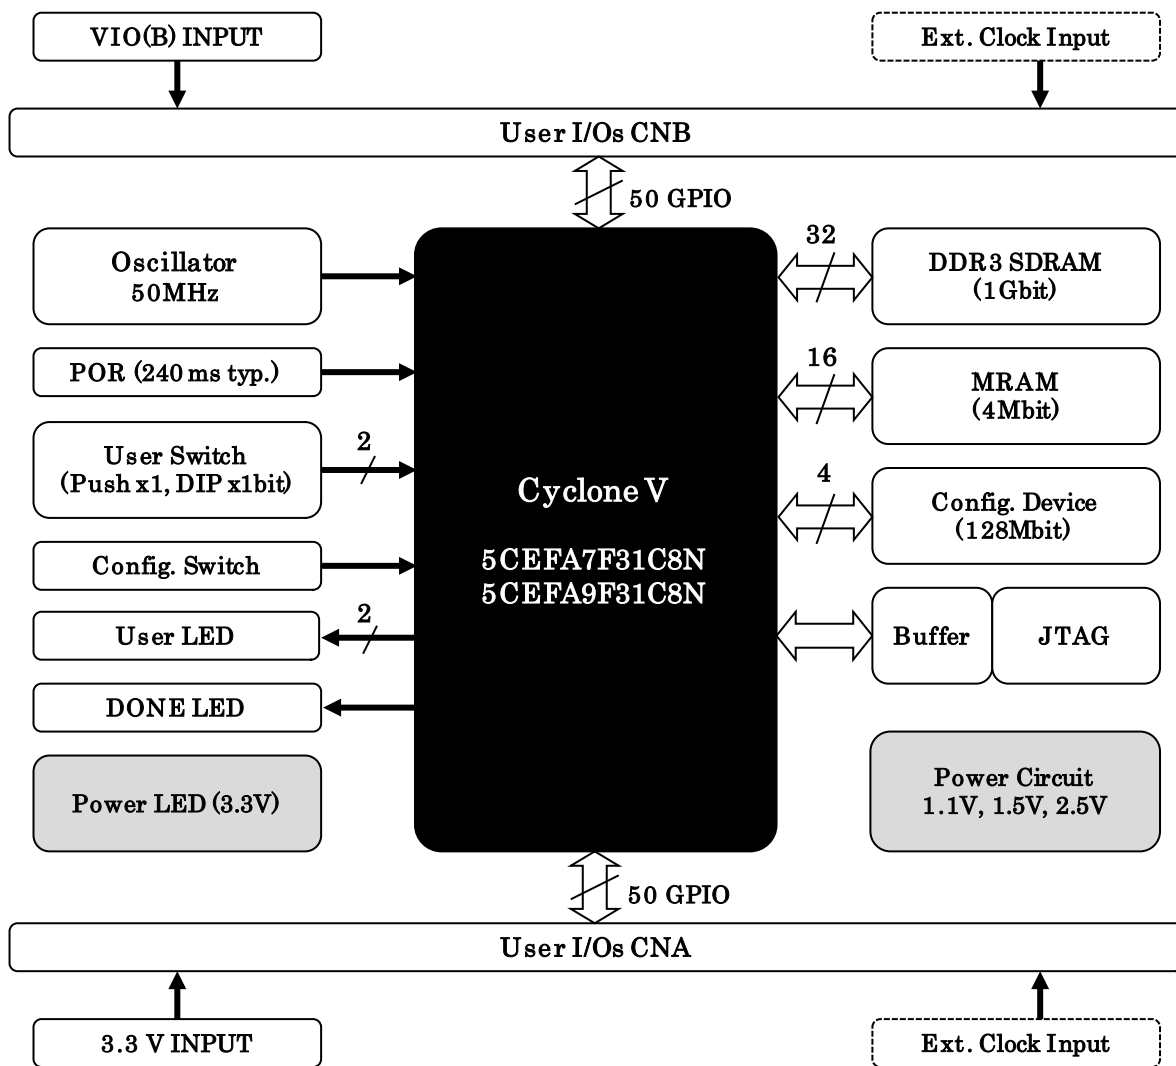 VIO(B) INPUT
Ext. Clock Input
User I/Os CNB
50 GPIO
Oscillator
50MHz
POR (240 ms typ.)
User Switch
(Push x1, DIP x1bit)
2
Config. Switch
User LED
2
DONE LED
Power LED (3.3V)
Cyclone V
5CEFA7F31C8N
5CEFA9F31C8N
32
DDR3 SDRAM
(1Gbit)
16
MRAM
(4Mbit)
4
Config. Device
(128Mbit)
Buffer
JTAG
Power Circuit
1.1V, 1.5V, 2.5V
50 GPIO
User I/Os CNA
3.3 V INPUT
Ext. Clock Input